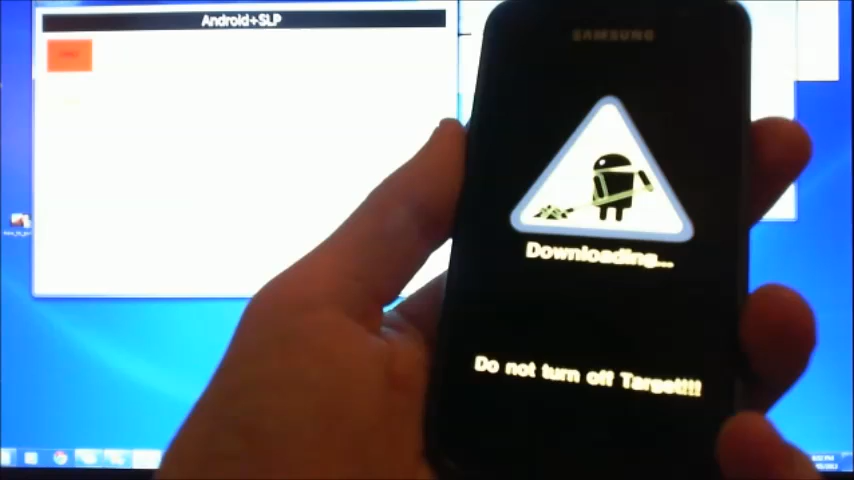 Android+SLP
SAMSUNG
Downloading...
Do not turn off Target!!!